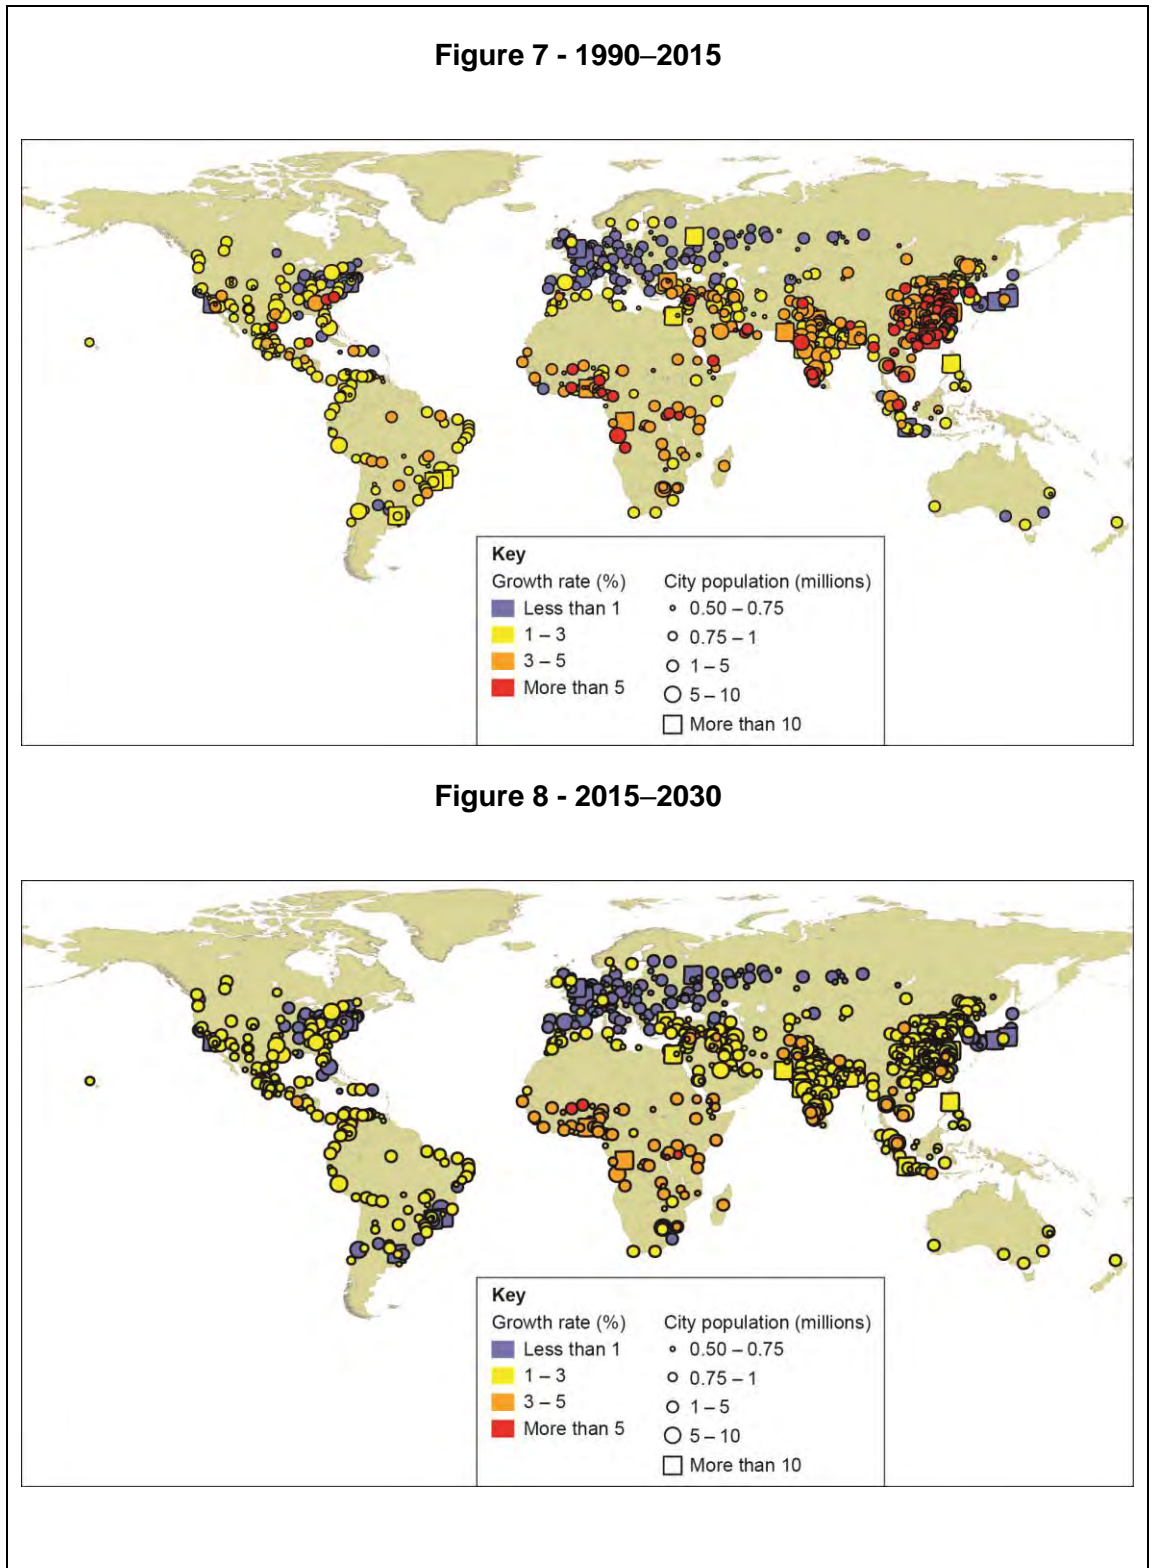 Figure 7 - 1990–2015
Key
Growth rate (%)
Less than 1
1 – 3
3 – 5
More than 5
City population (millions)
0.50 – 0.75
0.75 – 1
1 – 5
5 – 10
More than 10
Figure 8 - 2015–2030
Key
Growth rate (%)
Less than 1
1 – 3
3 – 5
More than 5
City population (millions)
0.50 – 0.75
0.75 – 1
1 – 5
5 – 10
More than 10